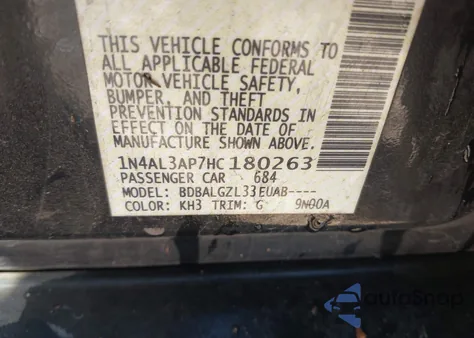 THIS VEHICLE CONFORMS TO
ALL APPLICABLE FEDERAL
MOTOR VEHICLE SAFETY,
BUMPER, AND THEFT
PREVENTION STANDARDS IN
EFFECT ON THE DATE OF
MANUFACTURE SHOWN ABOVE.
1N4AL3AP7HC180263
PASSENGER CAR 684
MODEL: BDBALGZL33EUAB----
COLOR: KH3 TRIM: G 9N00A
AutoSnap